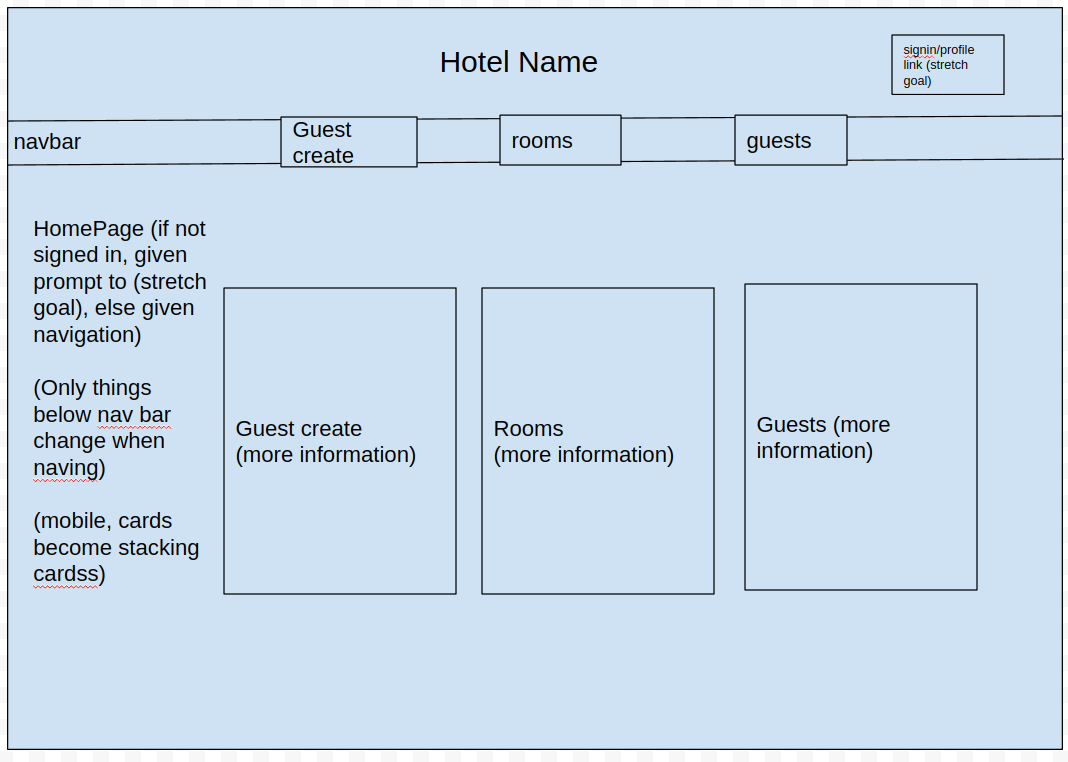 Hotel Name
signin/profile
link (stretch
goal)
navbar
Guest
create
rooms
guests
HomePage (if not
signed in, given
prompt to (stretch
goal), else given
navigation)
(Only things
below nav bar
change when
naving)
(mobile, cards
become stacking
cardss)
Guest create
(more information)
Rooms
(more information)
Guests (more
information)